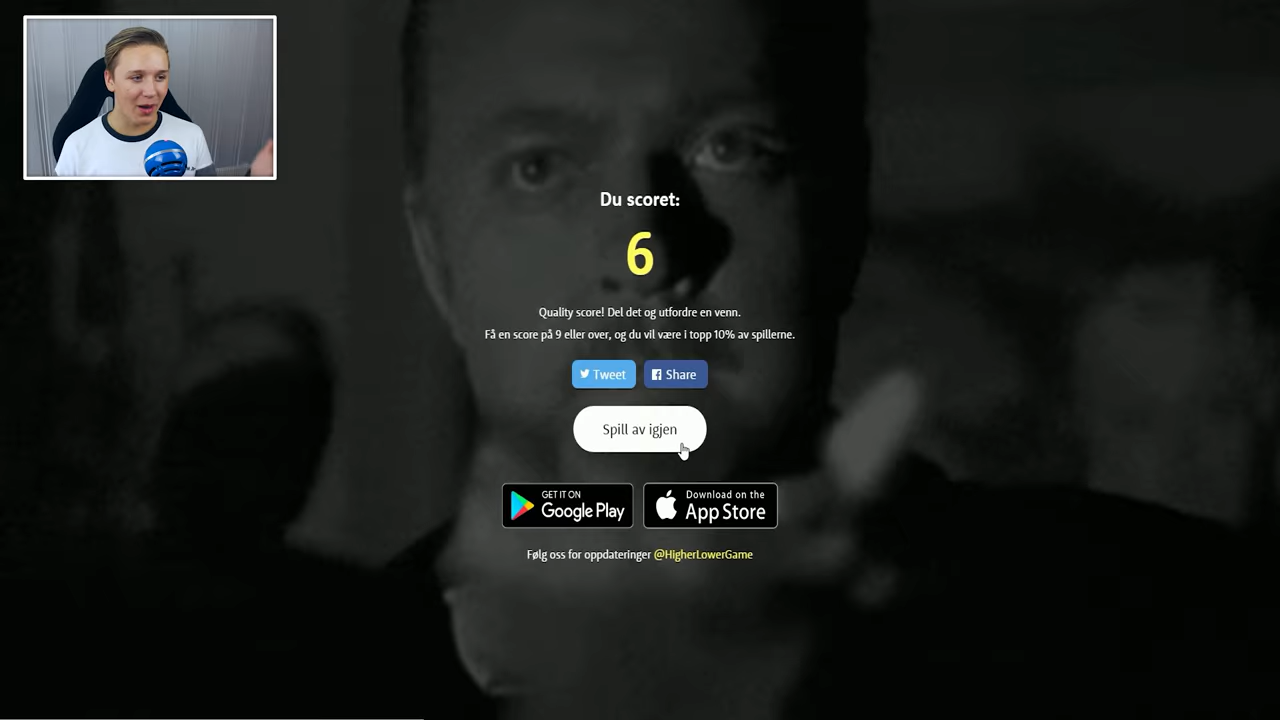 Du scoret:
6
Quality score! Del det og utfordre en venn.
Få en score på 9 eller over, og du vil være i topp 10% av spillerne.
Tweet
Share
Spill av igjen
GET IT ON
Google Play
Download on the
App Store
Følg oss for oppdateringer @HigherLowerGame